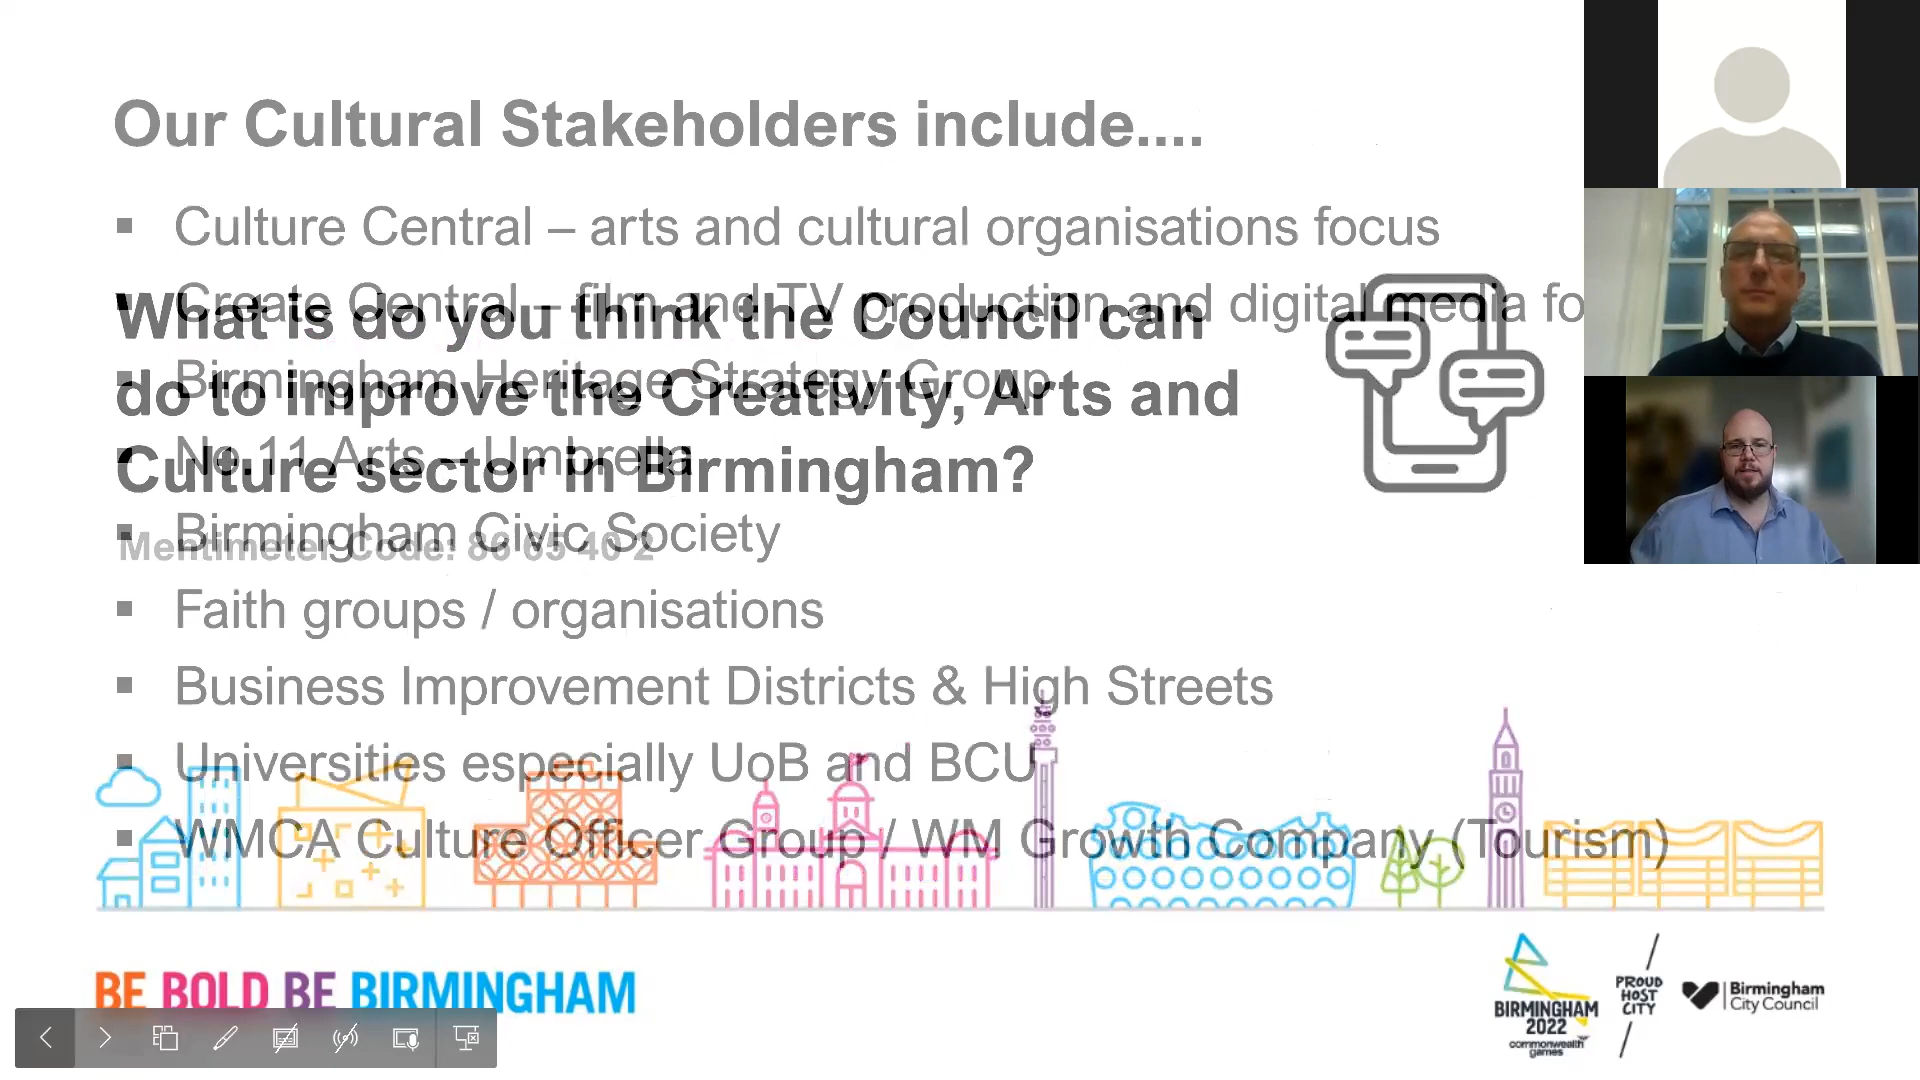 Our Cultural Stakeholders include....
▪ Culture Central – arts and cultural organisations focus
▪ Create Central – film and TV production and digital media fo
▪ Birmingham Heritage Strategy Group
▪ No.11 Arts – Umbrella
▪ Birmingham Civic Society
▪ Faith groups / organisations
▪ Business Improvement Districts & High Streets
▪ Universities especially UoB and BCU
▪ WMCA Culture Officer Group / WM Growth Company (Tourism)
What is do you think the Council can
do to improve the Creativity, Arts and
Culture sector in Birmingham?
Mentimeter Code: 86 65 40 2
BE BOLD BE BIRMINGHAM
BIRMINGHAM
2022
commonwealth
games
PROUD
HOST
CITY
Birmingham
City Council